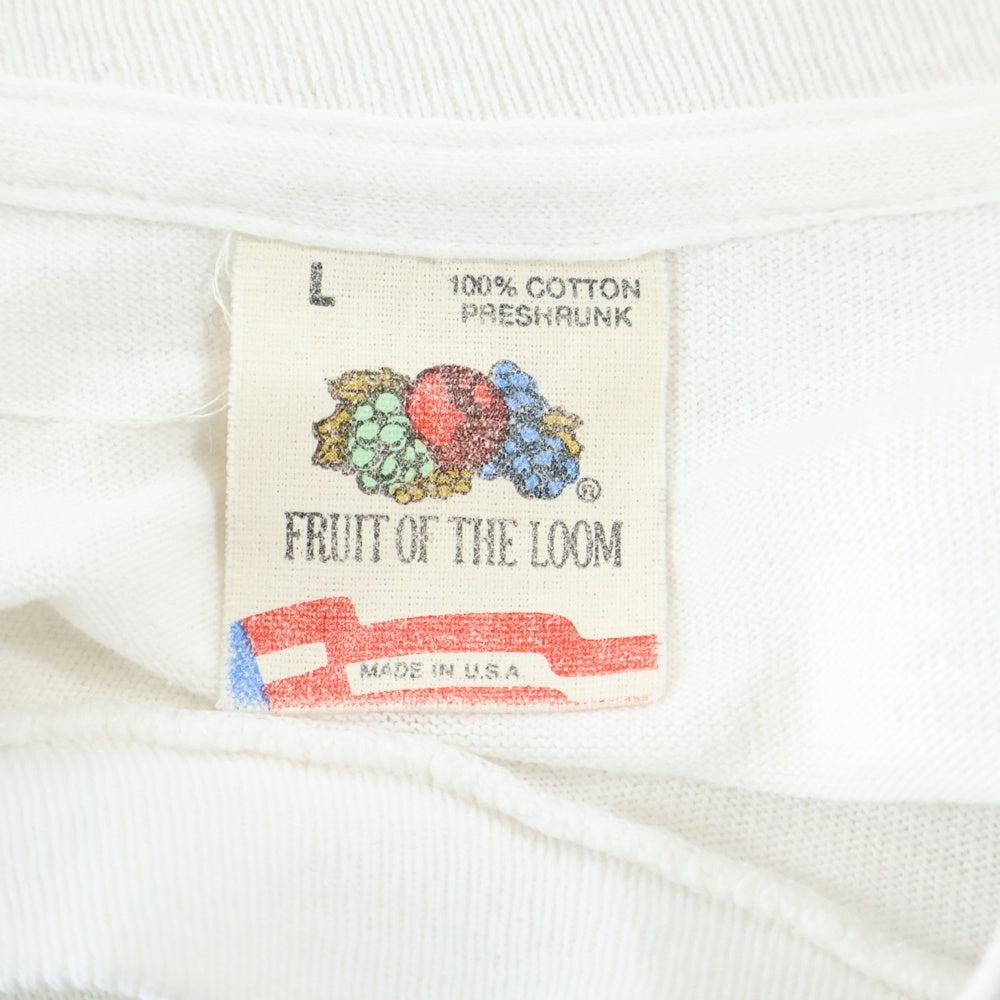 L
100% COTTON
PRESHRUNK
®
FRUIT OF THE LOOM
MADE IN U.S.A.